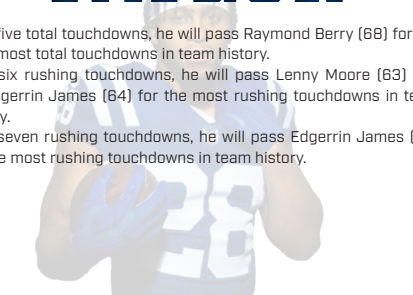 five total touchdowns, he will pass Raymond Berry (68) for
most total touchdowns in team history.
six rushing touchdowns, he will pass Lenny Moore (63)
dgerrin James (64) for the most rushing touchdowns in te
y.
seven rushing touchdowns, he will pass Edgerrin James (
e most rushing touchdowns in team history.
28